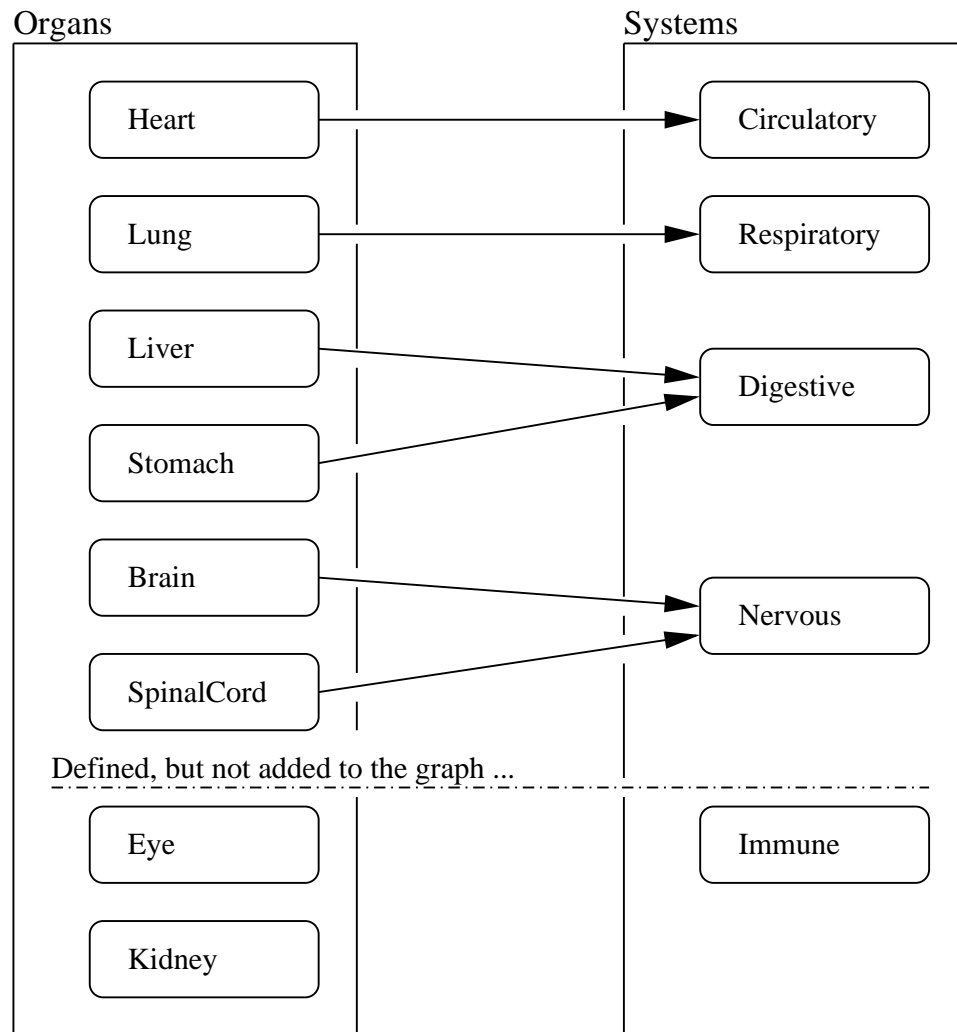 Organs
Systems
Heart
Circulatory
Lung
Respiratory
Liver
Digestive
Stomach
Brain
Nervous
SpinalCord
Defined, but not added to the graph ...
Eye
Immune
Kidney